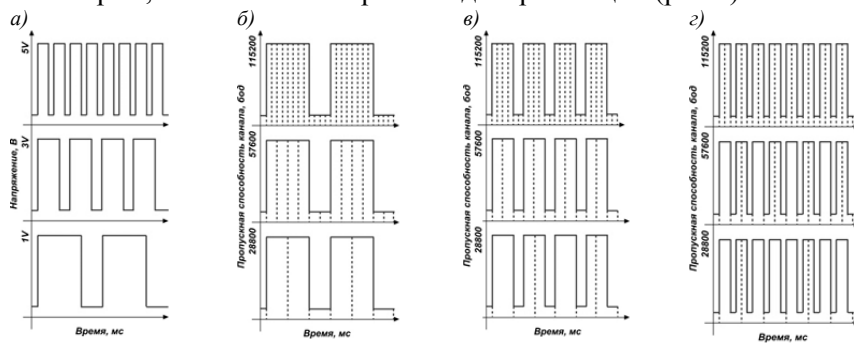 а)
б)
в)
г)
Напряжение, В
5V
3V
1V
Время, мс
Пропускная способность канала, бод
115200
57600
28800
Время, мс
Пропускная способность канала, бод
115200
57600
28800
Время, мс
Пропускная способность канала, бод
115200
57600
28800
Время, мс